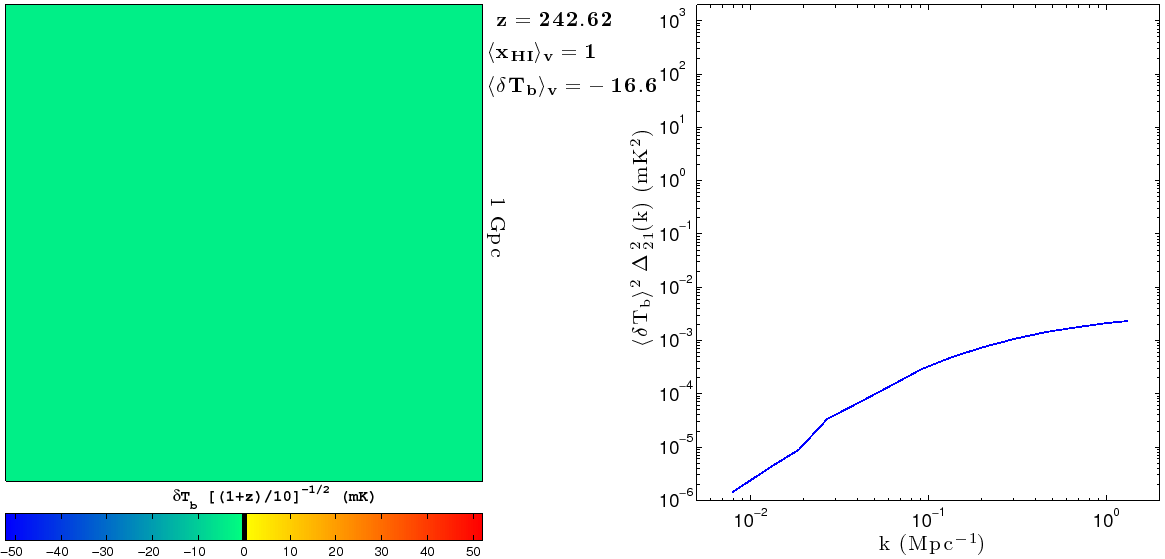 z = 242.62
⟨x_HI⟩_v = 1
⟨δT_b⟩_v = − 16.6
1 Gpc
δT_b [(1+z)/10]^−1/2 (mK)
−50 −40 −30 −20 −10 0 10 20 30 40 50
⟨δT_b⟩^2 Δ^2_21(k) (mK^2)
10^3
10^2
10^1
10^0
10^−1
10^−2
10^−3
10^−4
10^−5
10^−6
10^−2 10^−1 10^0
k (Mpc^−1)